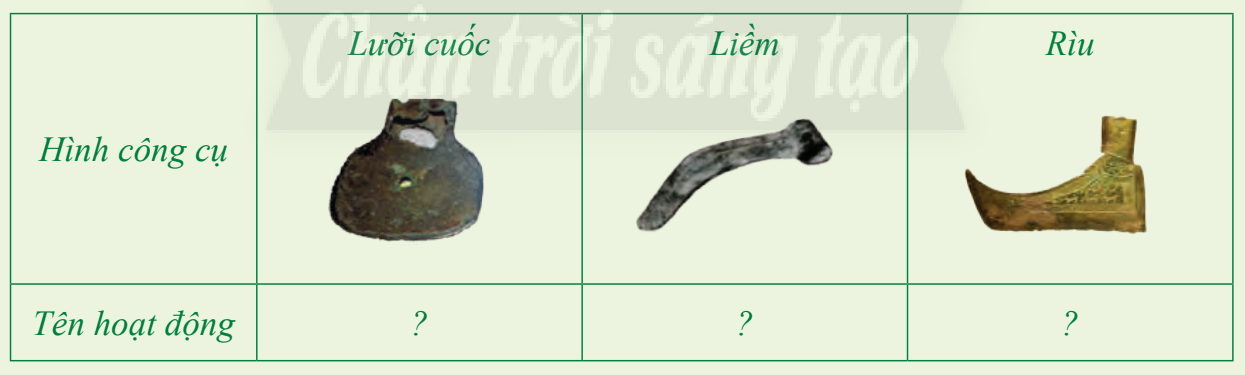 Chân trời sáng tạo
Lưỡi cuốc
Liềm
Rìu
Hình công cụ
Tên hoạt động
?
?
?